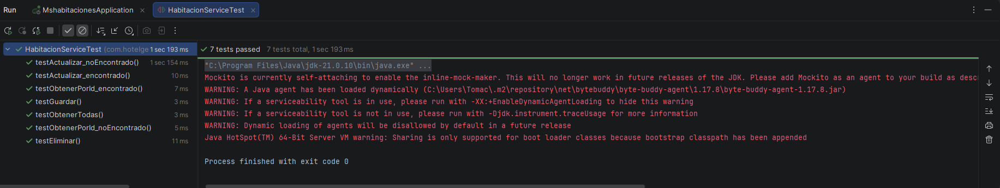 Run MshabitacionesApplication HabitacionServiceTest
HabitacionServiceTest (com.hotelge 1 sec 193 ms
testActualizar_noEncontrado() 1 sec 154 ms
testActualizar_encontrado() 10 ms
testObtenerPorId_encontrado() 7 ms
testGuardar() 3 ms
testObtenerTodas() 3 ms
testObtenerPorId_noEncontrado() 5 ms
testEliminar() 11 ms
7 tests passed 7 tests total, 1 sec 193 ms
"C:\Program Files\Java\jdk-21.0.10\bin\java.exe" ...
Mockito is currently self-attaching to enable the inline-mock-maker. This will no longer work in future releases of the JDK. Please add Mockito as an agent to your build as descr
WARNING: A Java agent has been loaded dynamically (C:\Users\Tomac\.m2\repository\net\bytebuddy\byte-buddy-agent\1.17.8\byte-buddy-agent-1.17.8.jar)
WARNING: If a serviceability tool is in use, please run with -XX:+EnableDynamicAgentLoading to hide this warning
WARNING: If a serviceability tool is not in use, please run with -Djdk.instrument.traceUsage for more information
WARNING: Dynamic loading of agents will be disallowed by default in a future release
Java HotSpot(TM) 64-Bit Server VM warning: Sharing is only supported for boot loader classes because bootstrap classpath has been appended
Process finished with exit code 0